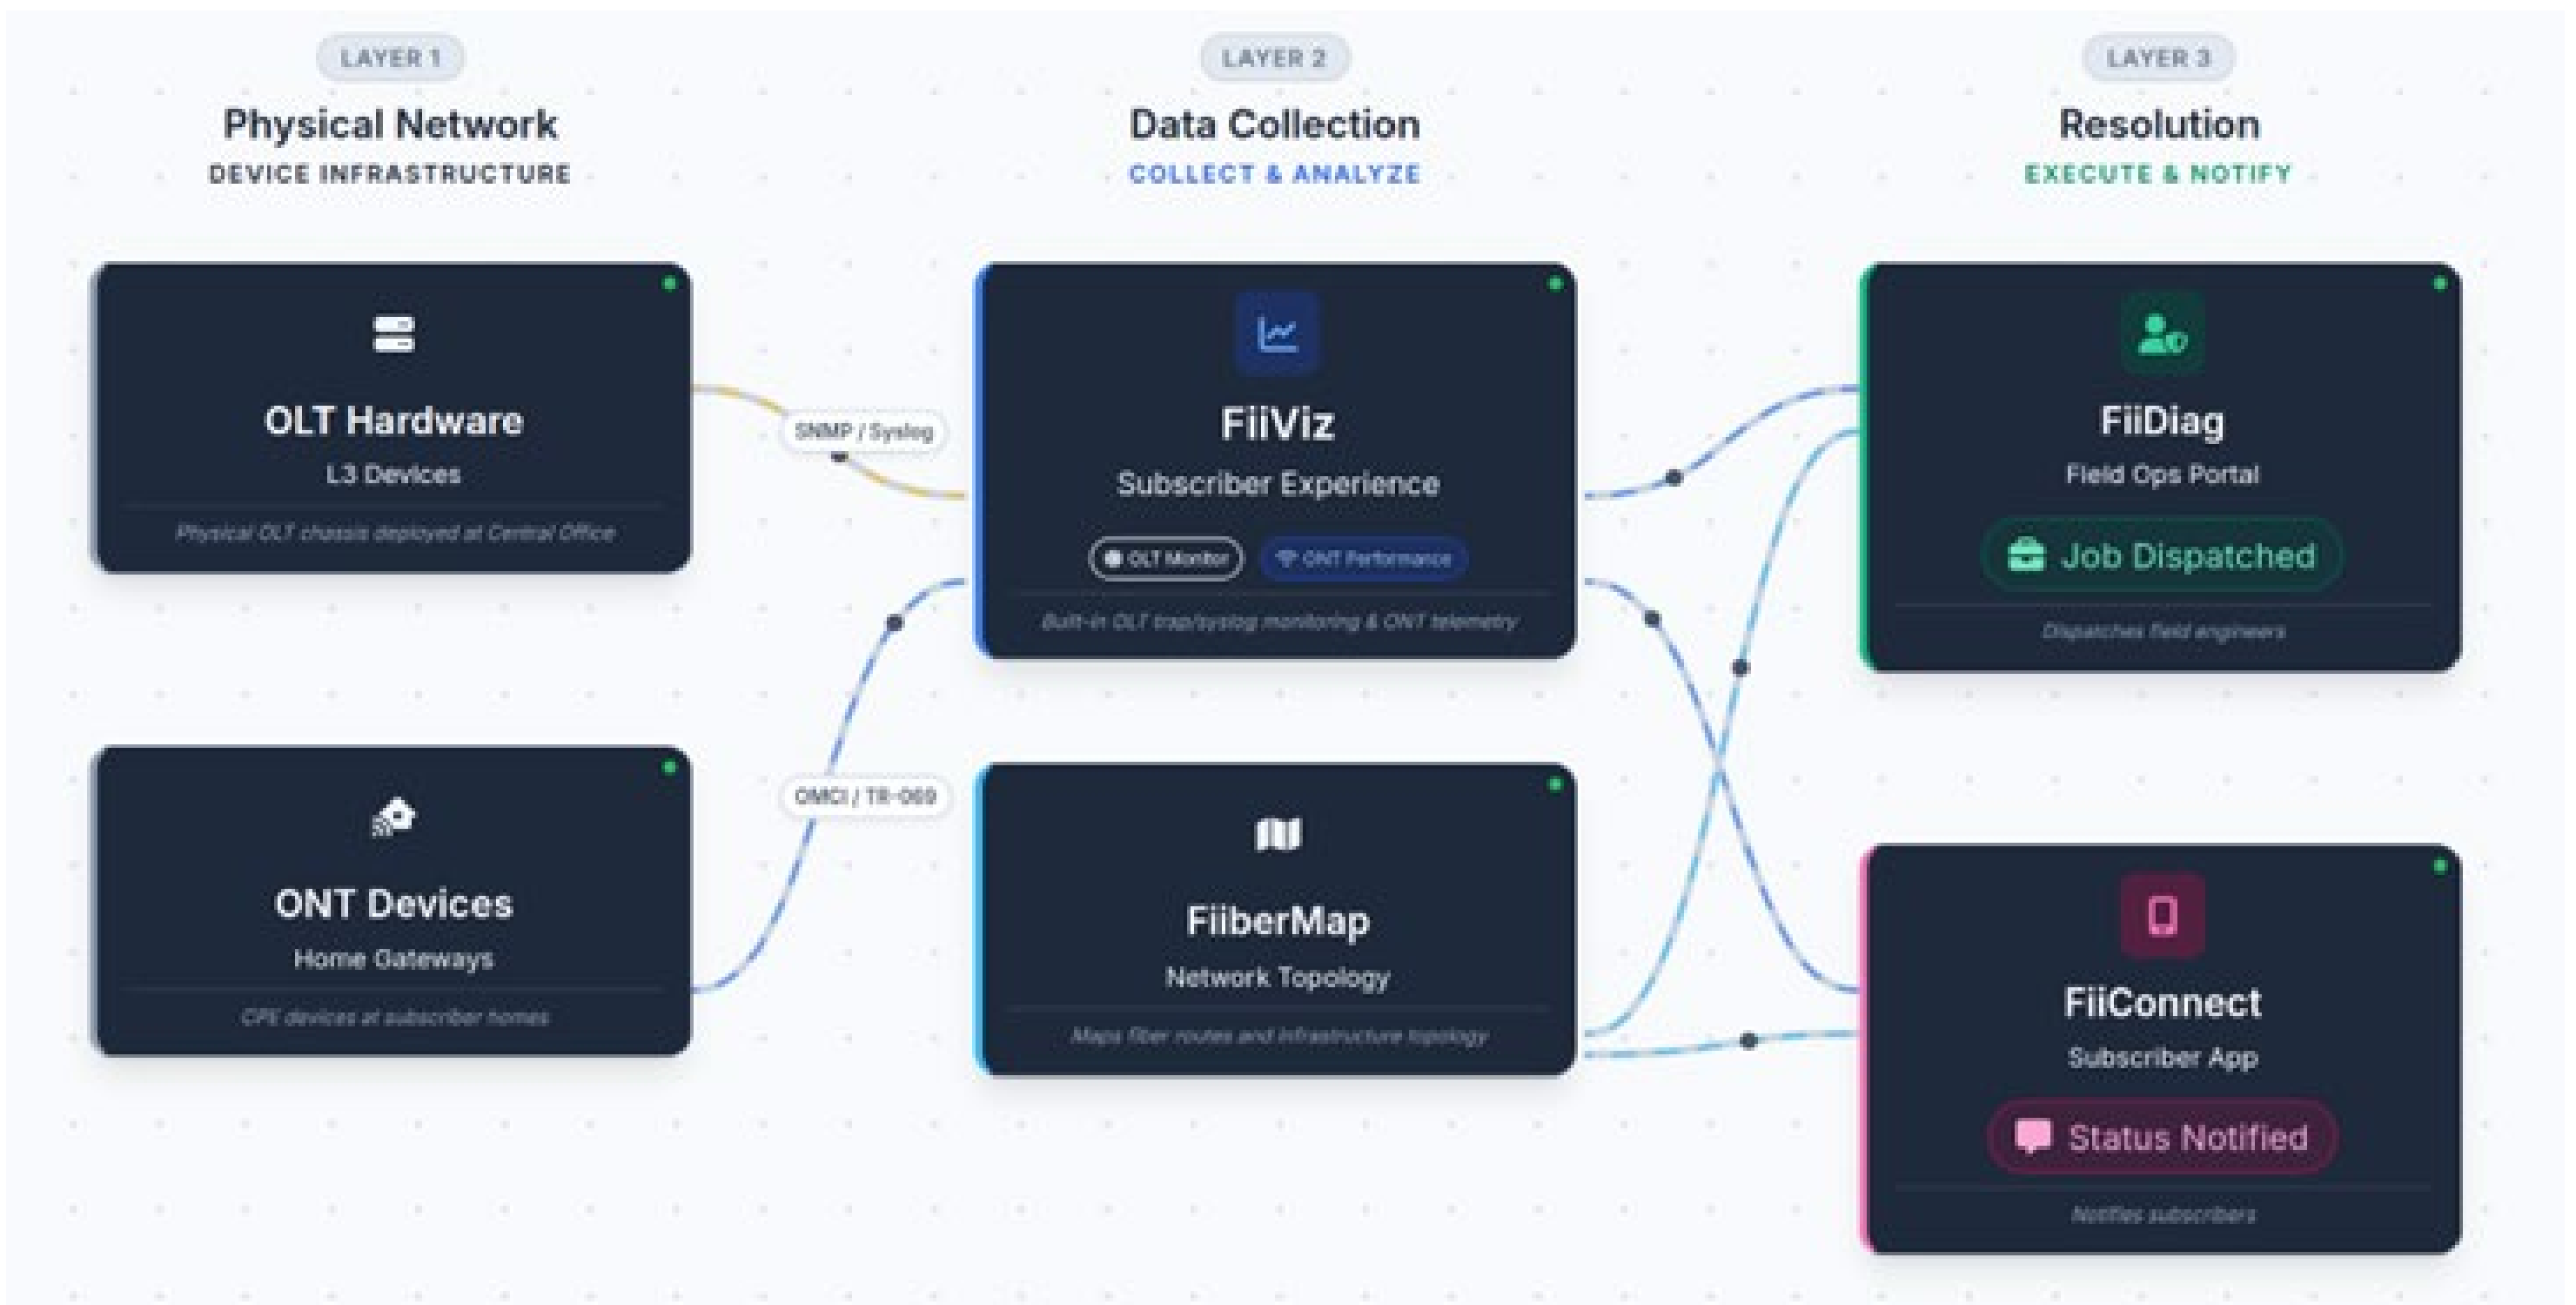 LAYER 1
Physical Network
DEVICE INFRASTRUCTURE
OLT Hardware
L3 Devices
Physical OLT chassis deployed at Central Office
ONT Devices
Home Gateways
CPE devices at subscriber homes
SNMP / Syslog
OMCI / TR-069
LAYER 2
Data Collection
COLLECT & ANALYZE
FiiViz
Subscriber Experience
OLT Monitor
ONT Performance
Built-in OLT trap/syslog monitoring & ONT telemetry
FiiberMap
Network Topology
Maps fiber routes and infrastructure topology
LAYER 3
Resolution
EXECUTE & NOTIFY
FiiDiag
Field Ops Portal
Job Dispatched
Dispatches field engineers
FiiConnect
Subscriber App
Status Notified
Notifies subscribers